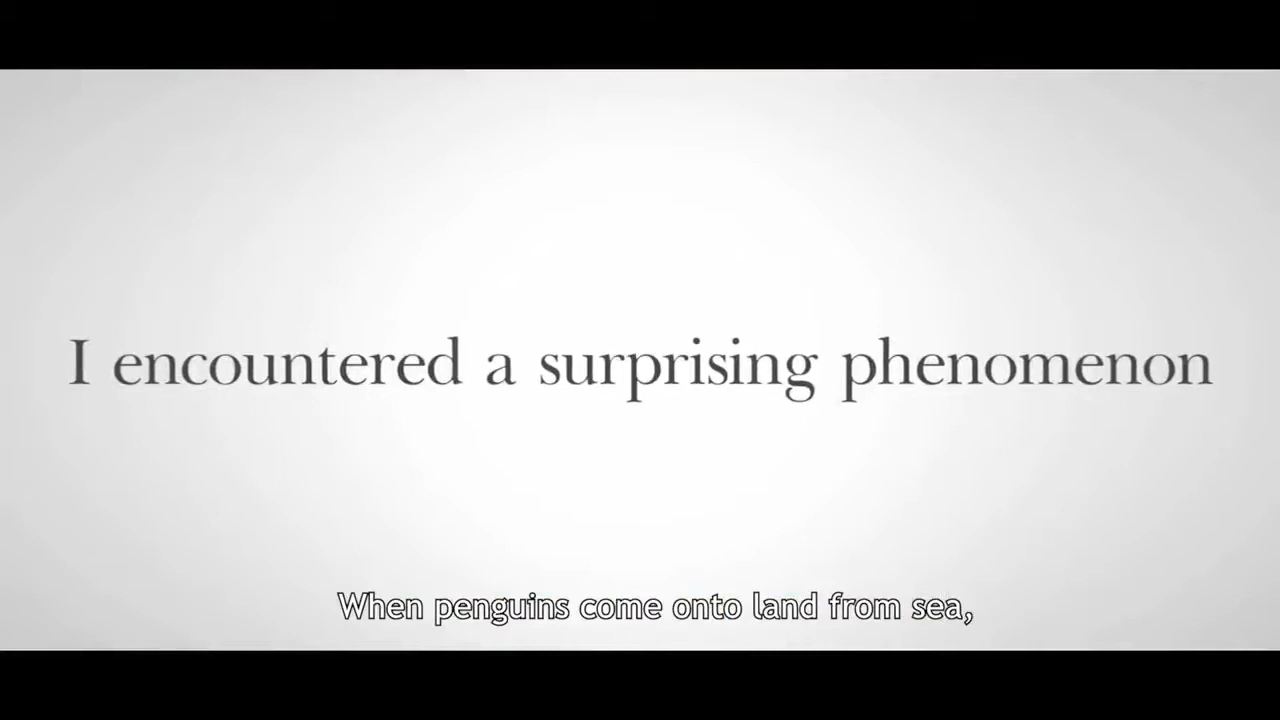 I encountered a surprising phenomenon
When penguins come onto land from sea,